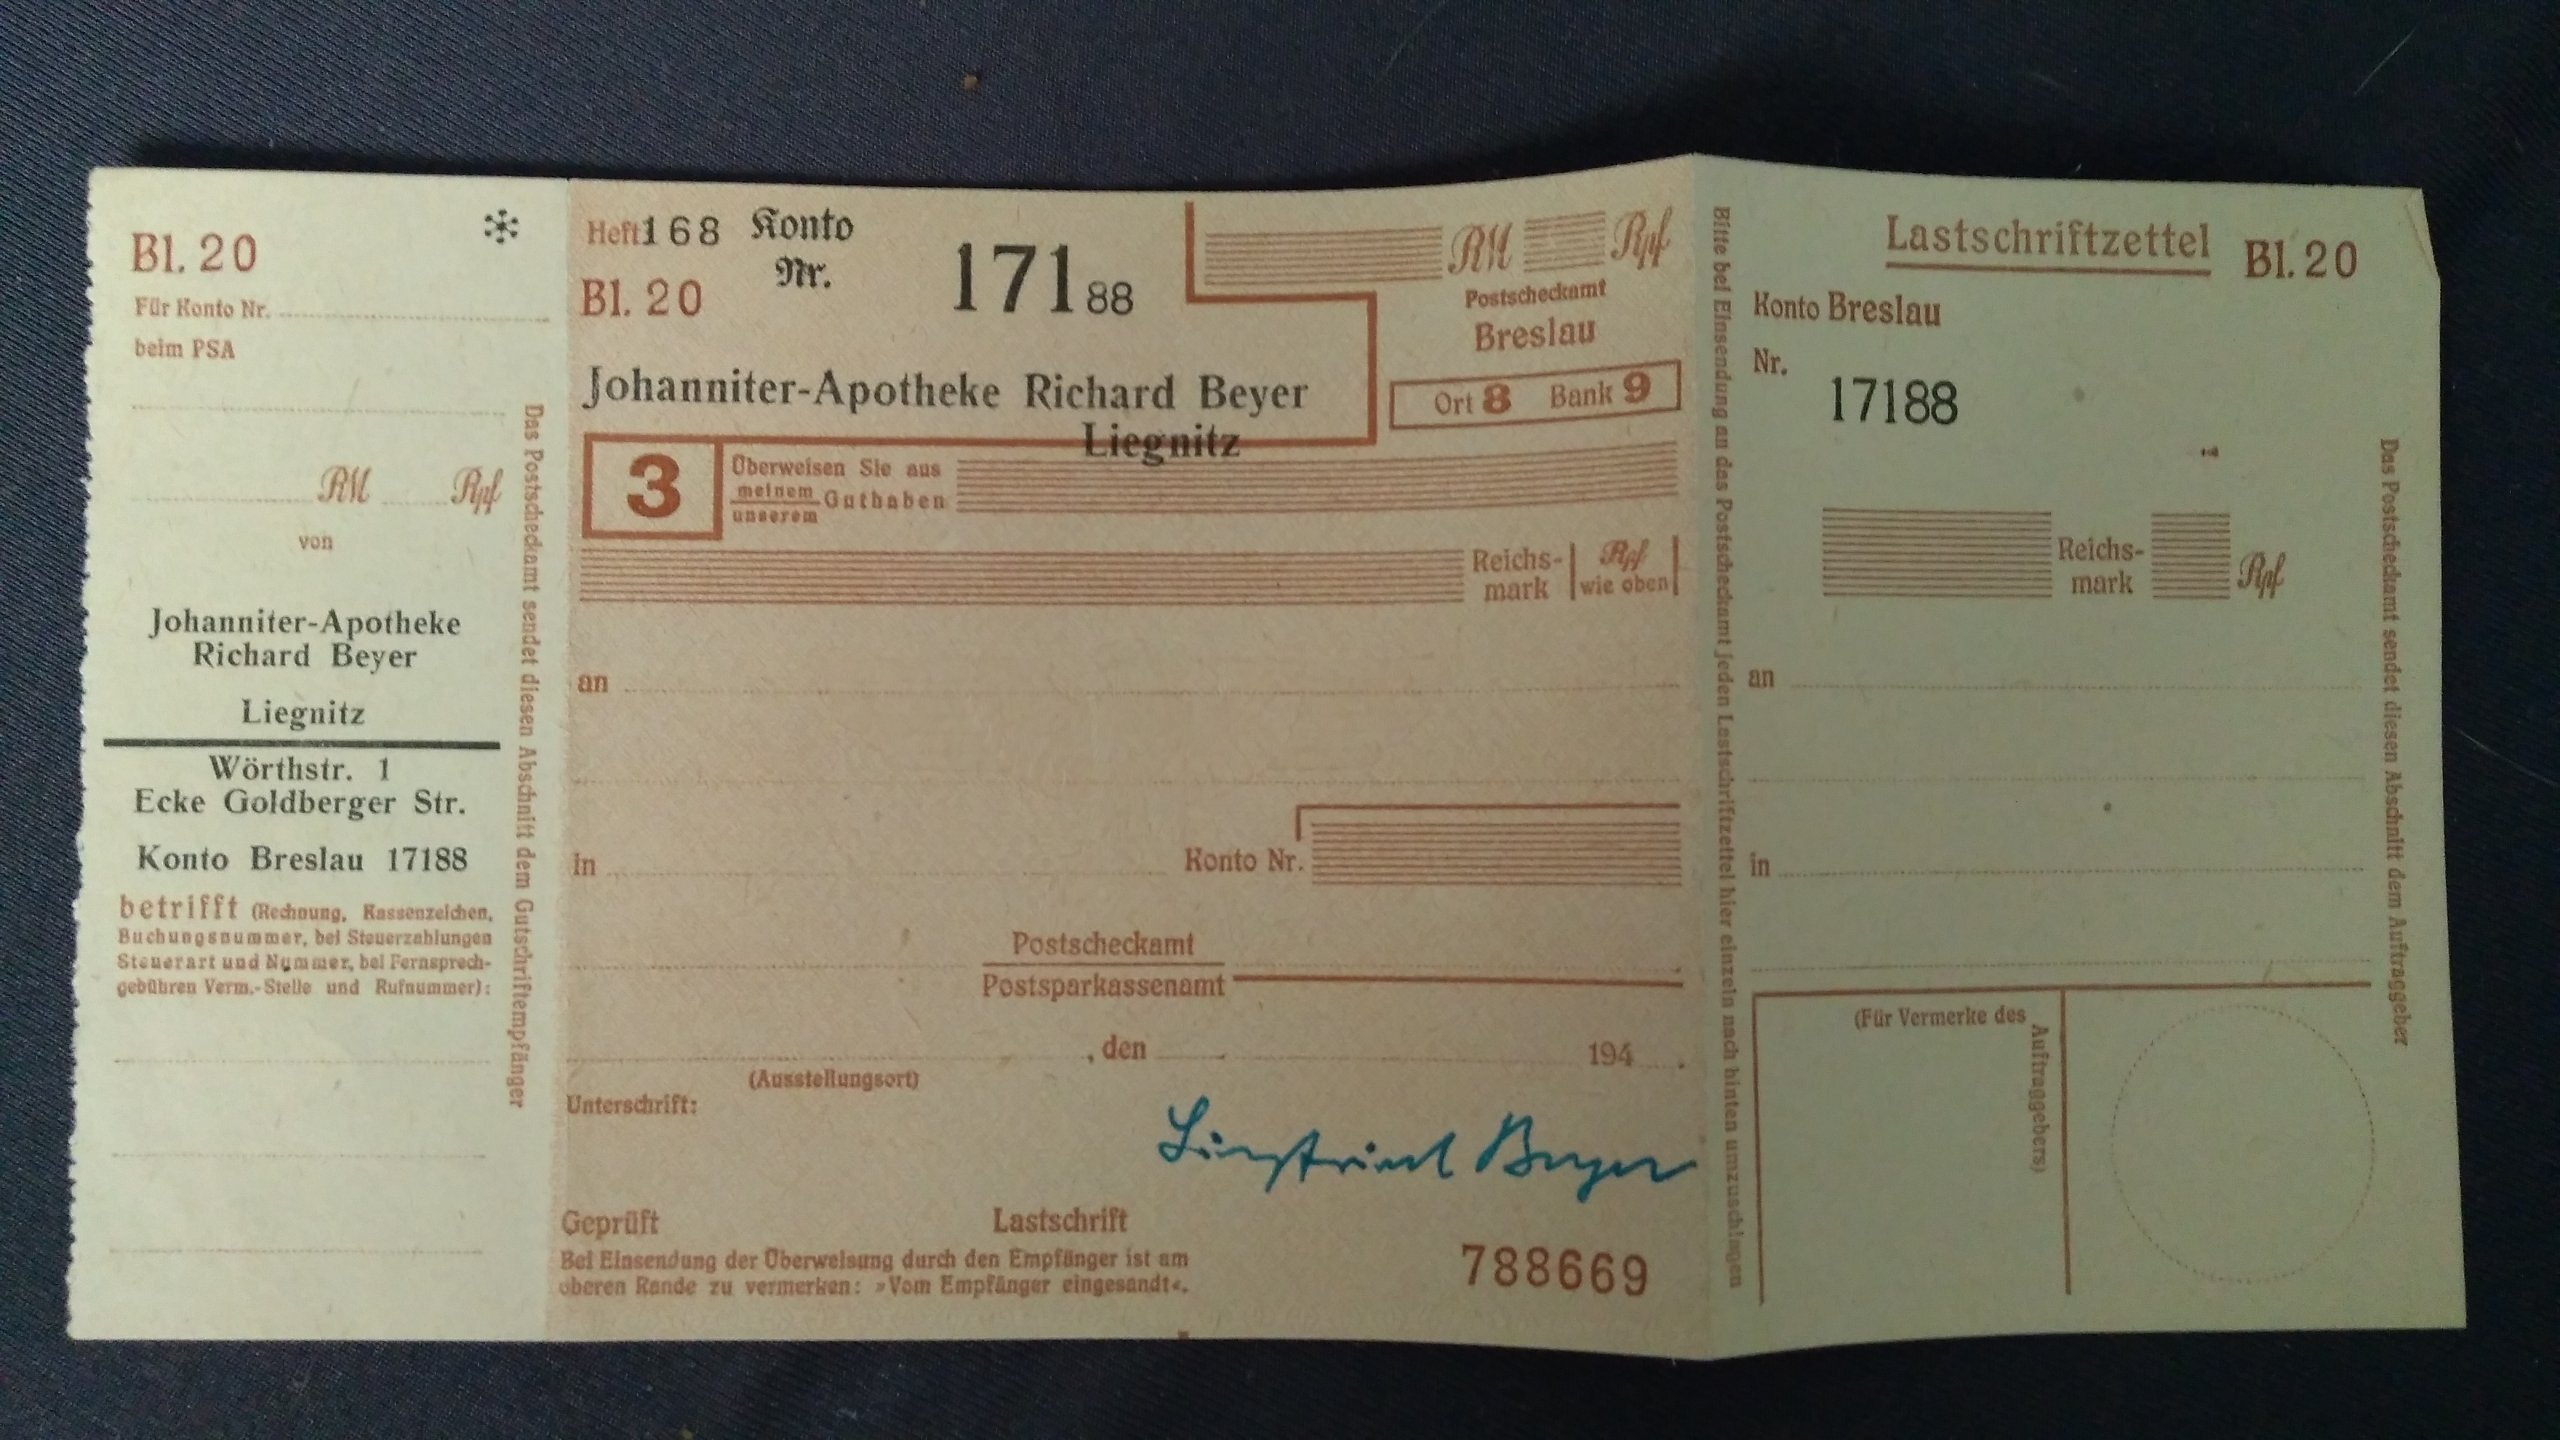 Bl. 20
Für Konto Nr.
beim PSA
RM Rpf
von
Johanniter-Apotheke
Richard Beyer
Liegnitz
Wörthstr. 1
Ecke Goldberger Str.
Konto Breslau 17188
betrifft (Rechnung, Kassenzeichen,
Buchungsnummer, bei Steuerzahlungen
Steuerart und Nummer, bei Fernsprech-
gebühren Verm.-Stelle und Rufnummer):
Das Postscheckamt sendet diesen Abschnitt dem Gutschriftempfänger
Heft 168 Konto
Bl. 20 Nr. 17188
RM Rpf
Postscheckamt
Breslau
Ort 8 Bank 9
Johanniter-Apotheke Richard Beyer
Liegnitz
3
Überweisen Sie aus
meinem
unserem Guthaben
Reichs-
mark
Rpf
wie oben
an
in Konto Nr.
Postscheckamt
Postsparkassenamt
, den 194 .
(Ausstellungsort)
Unterschrift:
Beyer
Geprüft Lastschrift
Bei Einsendung der Überweisung durch den Empfänger ist am
oberen Rande zu vermerken: »Vom Empfänger eingesandt«.
788669
Bitte bei Einsendung an das Postscheckamt jeden Lastschriftzettel hier einzeln nach hinten umzuschlagen
Lastschriftzettel Bl. 20
Konto Breslau
Nr.
17188
Reichs-
mark
Rpf
an
in
(Für Vermerke des
Auftraggebers)
Das Postscheckamt sendet diesen Abschnitt dem Auftraggeber